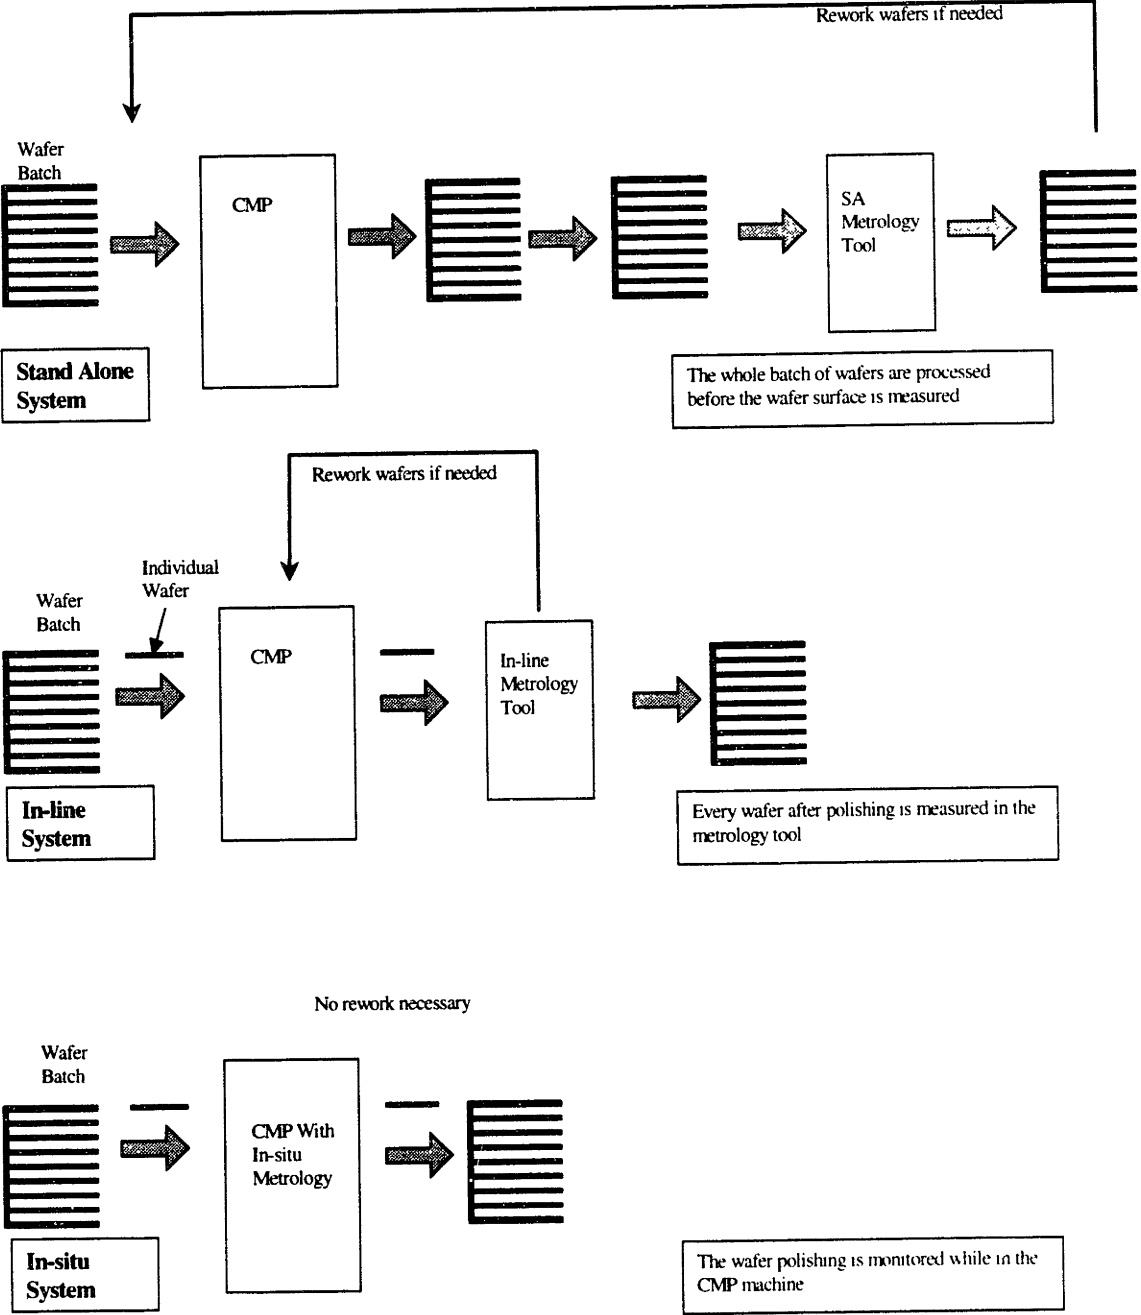 Rework wafers if needed
Wafer
Batch
CMP
SA
Metrology
Tool
Stand Alone
System
The whole batch of wafers are processed
before the wafer surface is measured
Rework wafers if needed
Individual
Wafer
Wafer
Batch
CMP
In-line
Metrology
Tool
In-line
System
Every wafer after polishing is measured in the
metrology tool
No rework necessary
Wafer
Batch
CMP With
In-situ
Metrology
In-situ
System
The wafer polishing is monitored while in the
CMP machine